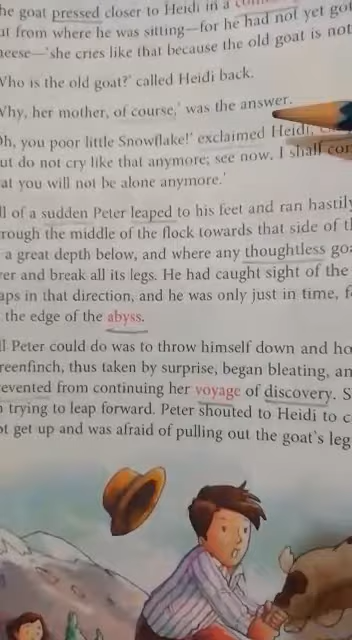 he goat pressed closer to Heidi in a
at from where he was sitting—for he had not yet got
heese—'she cries like that because the old goat is not
Who is the old goat?' called Heidi back.
Why, her mother, of course,' was the answer.
Oh, you poor little Snowflake!' exclaimed Heidi,
ut do not cry like that anymore; see now, I shall com
at you will not be alone anymore.'
ll of a sudden Peter leaped to his feet and ran hastily
rough the middle of the flock towards that side of th
a great depth below, and where any thoughtless goa
ver and break all its legs. He had caught sight of the
aps in that direction, and he was only just in time, f
the edge of the abyss.
ll Peter could do was to throw himself down and ho
reenfinch, thus taken by surprise, began bleating, an
evented from continuing her voyage of discovery. S
n trying to leap forward. Peter shouted to Heidi to c
ot get up and was afraid of pulling out the goat's leg